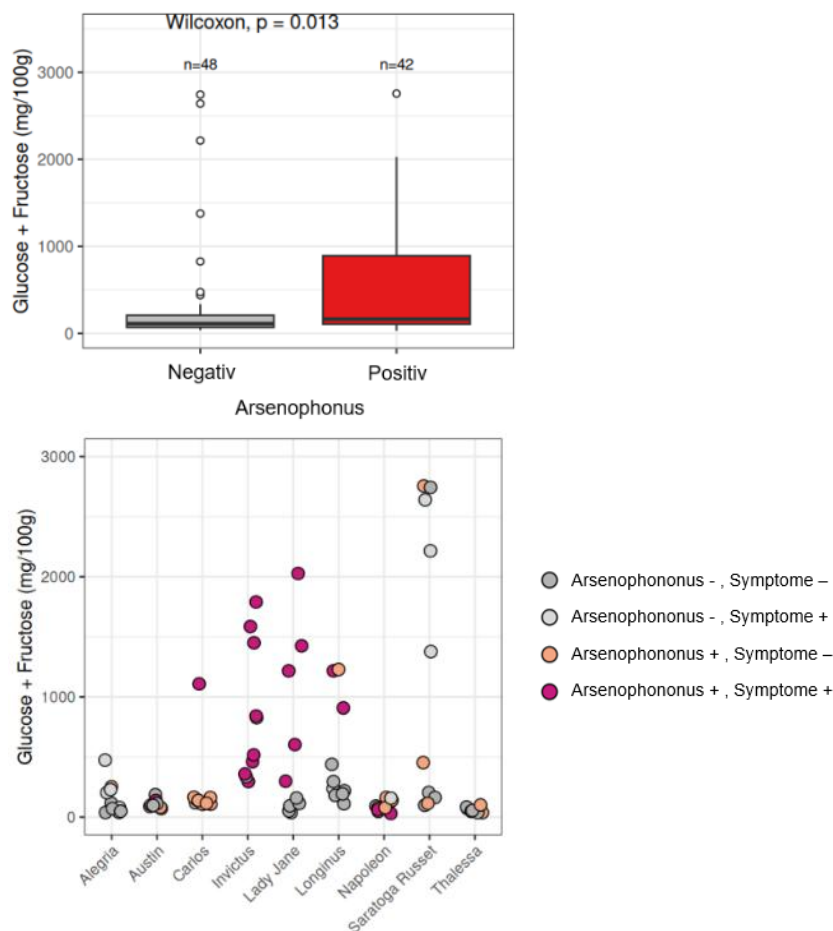 Wilcoxon, p = 0.013
n=48
n=42
Glucose + Fructose (mg/100g)
3000
2000
1000
0
Negativ
Positiv
Arsenophonus
Glucose + Fructose (mg/100g)
3000
2000
1000
0
Alegria
Austin
Carlos
Invictus
Lady Jane
Longinus
Napoleon
Saratoga Russet
Thalessa
Arsenophononus - , Symptome –
Arsenophononus - , Symptome +
Arsenophononus + , Symptome –
Arsenophononus + , Symptome +